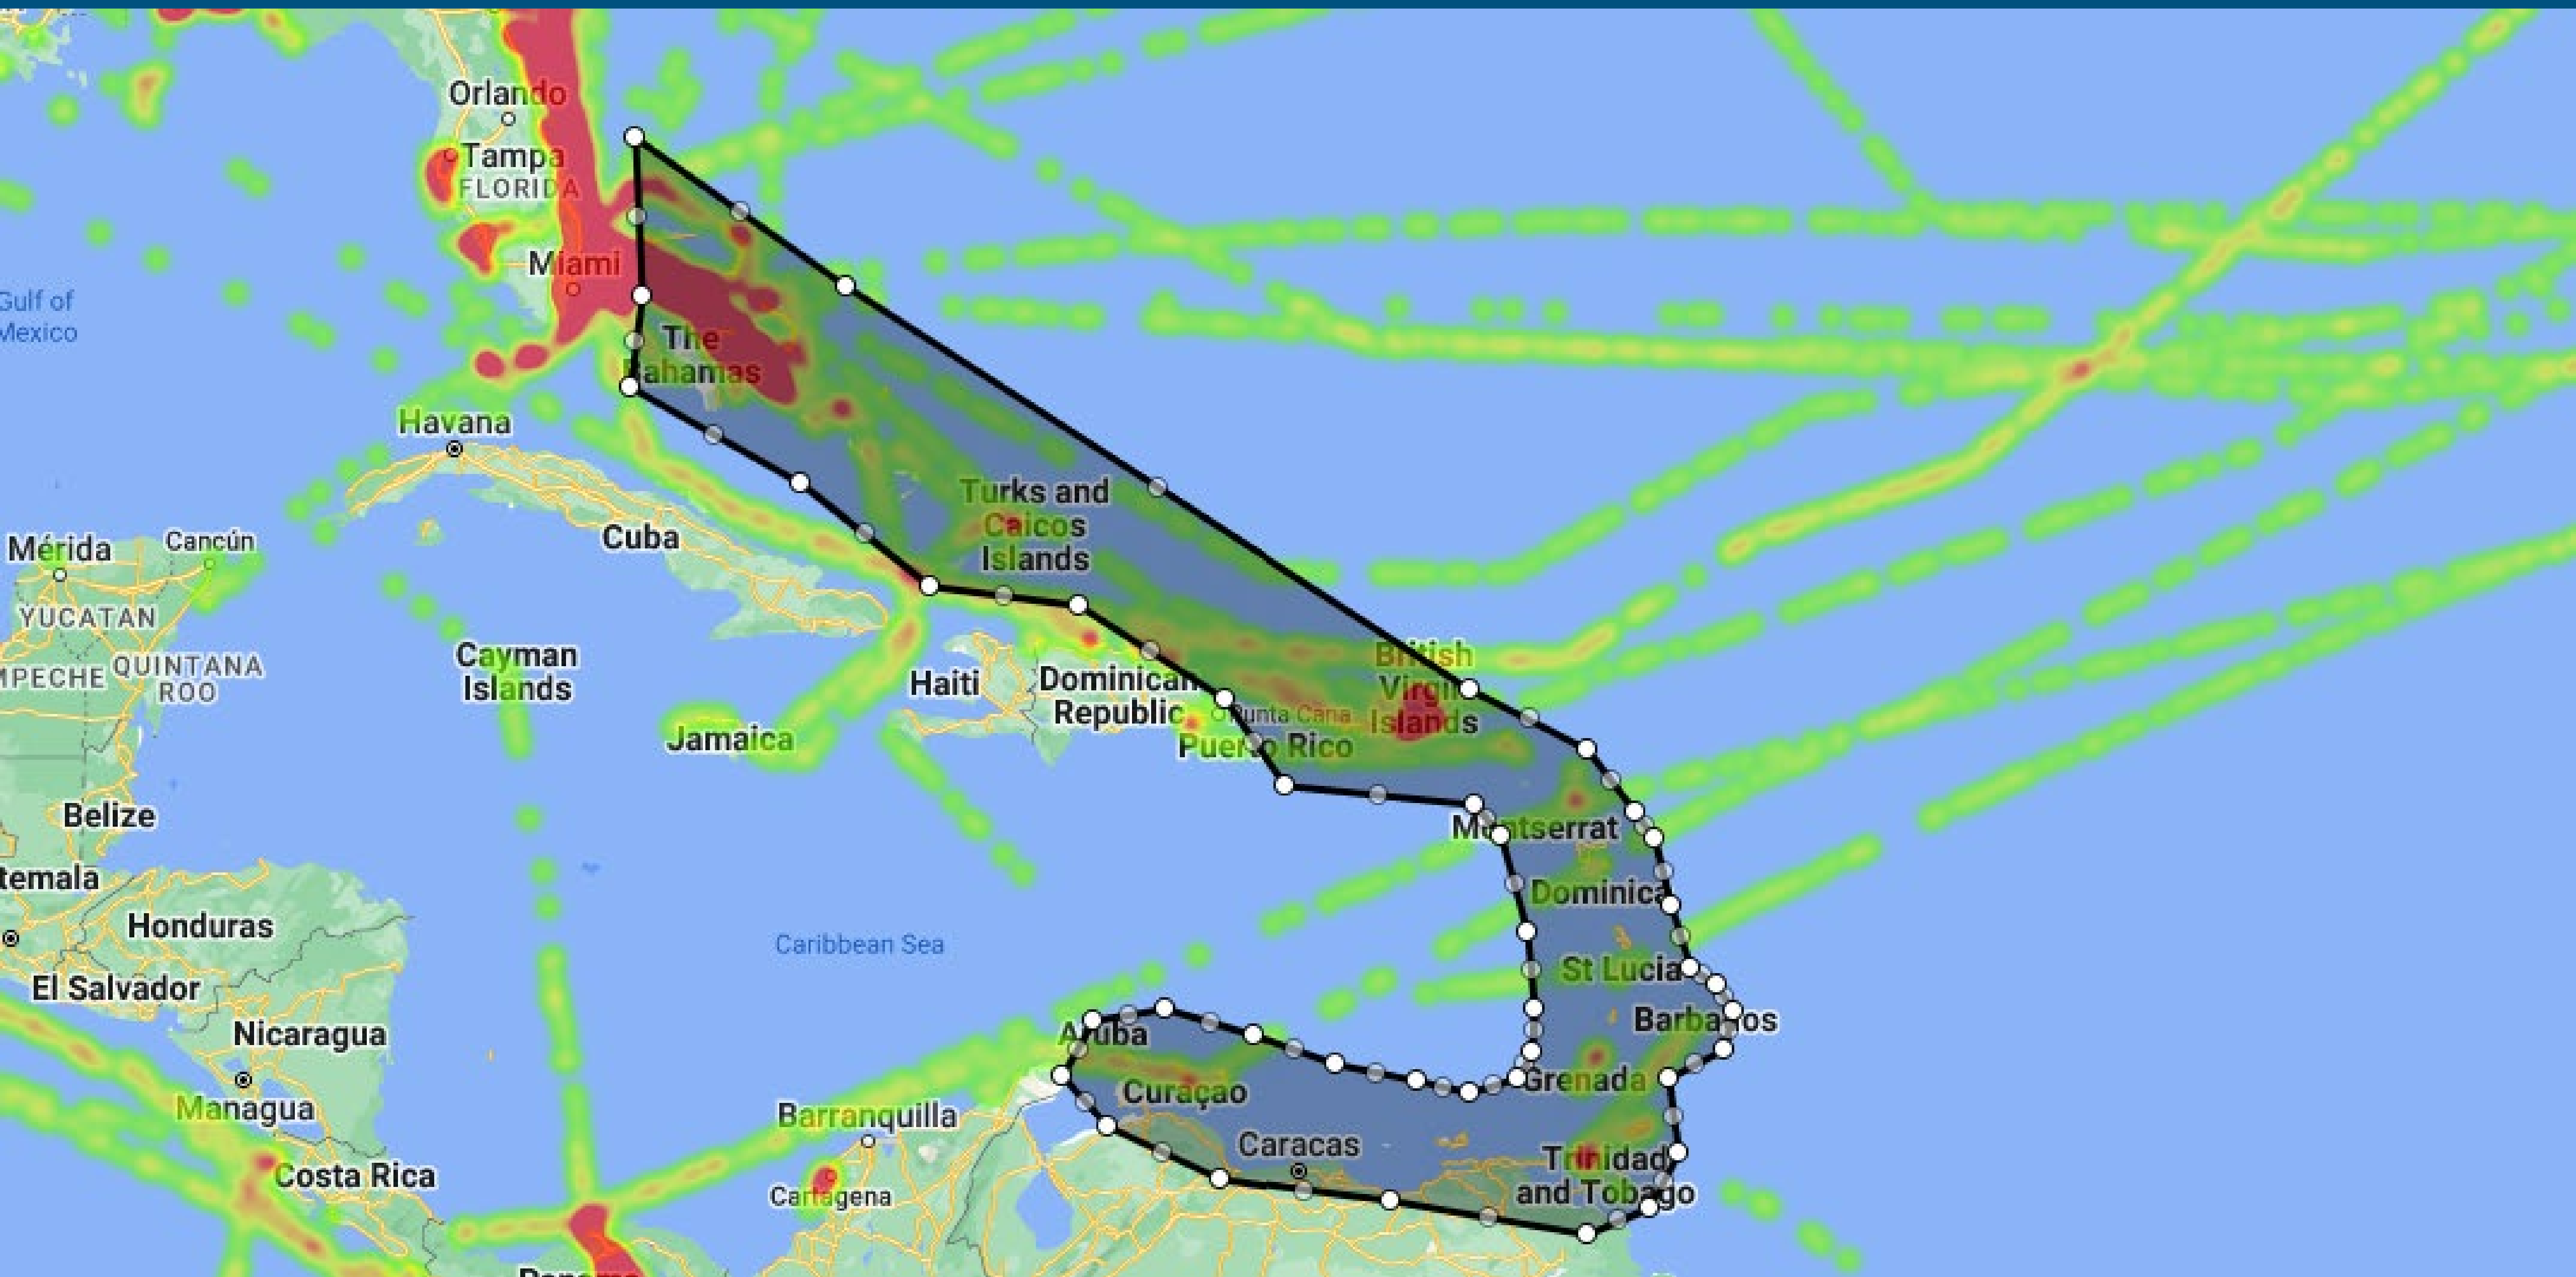 Orlando
Tampa
FLORIDA
Miami
Gulf of
Mexico
The
Bahamas
Havana
Turks and
Caicos
Islands
Mérida
Cancún
Cuba
YUCATAN
QUINTANA
ROO
MPECHE
Cayman
Islands
Haiti
Dominican
Republic
British
Virgin
Islands
Punta Cana
Jamaica
Puerto Rico
Belize
Montserrat
temala
Dominica
Honduras
Caribbean Sea
El Salvador
St Lucia
Nicaragua
Aruba
Barbados
Managua
Curaçao
Grenada
Barranquilla
Caracas
Costa Rica
Cartagena
Trinidad
and Tobago
Panama